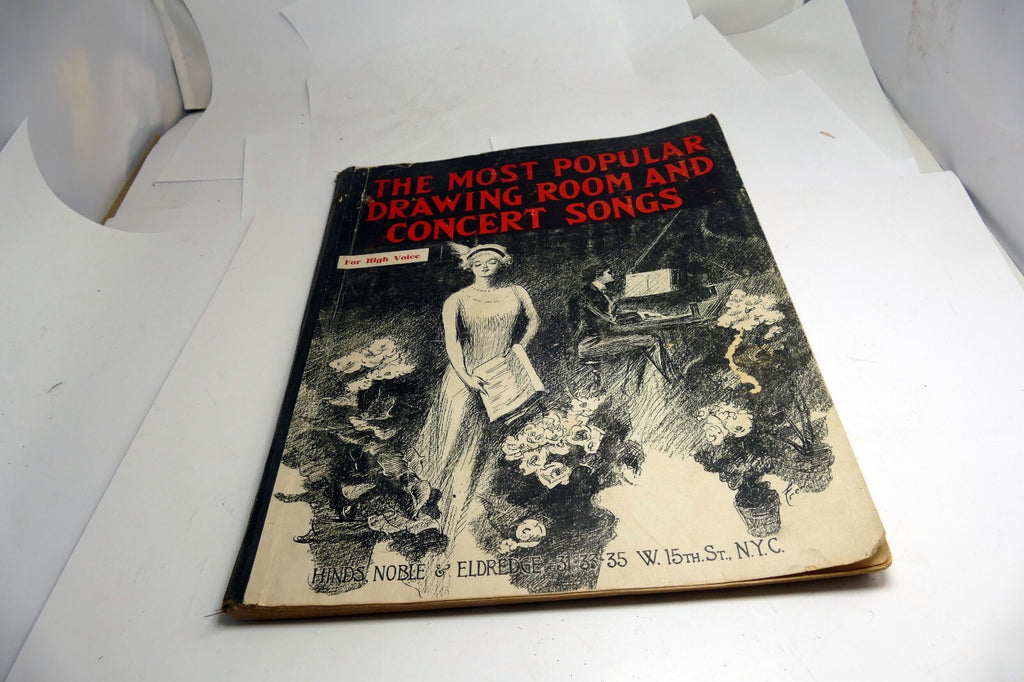 THE MOST POPULAR
DRAWING ROOM AND
CONCERT SONGS
For High Voice
HINDS, NOBLE & ELDREDGE 31 33 35 W. 15TH. ST., N.Y.C.